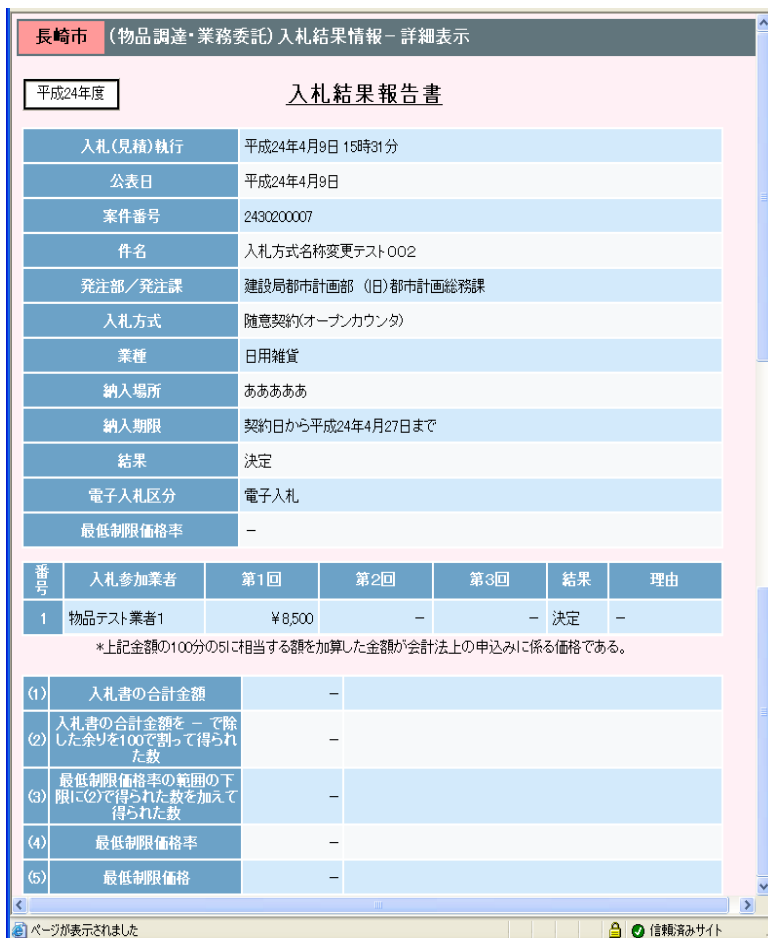 長崎市 (物品調達・業務委託) 入札結果情報－詳細表示
平成24年度
入札結果報告書
入札(見積)執行 平成24年4月9日 15時31分
公表日 平成24年4月9日
案件番号 2430200007
件名 入札方式名称変更テスト002
発注部／発注課 建設局都市計画部 (旧)都市計画総務課
入札方式 随意契約(オープンカウンタ)
業種 日用雑貨
納入場所 あああああ
納入期限 契約日から平成24年4月27日まで
結果 決定
電子入札区分 電子入札
最低制限価格率 －
番号 入札参加業者 第1回 第2回 第3回 結果 理由
1 物品テスト業者1 ¥8,500 － － 決定 －
*上記金額の100分の5に相当する額を加算した金額が会計法上の申込みに係る価格である。
(1) 入札書の合計金額 －
(2) 入札書の合計金額を － で除
した余りを100で割って得られ
た数 －
(3) 最低制限価格率の範囲の下
限に(2)で得られた数を加えて
得られた数 －
(4) 最低制限価格率 －
(5) 最低制限価格 －
ページが表示されました 信頼済みサイト